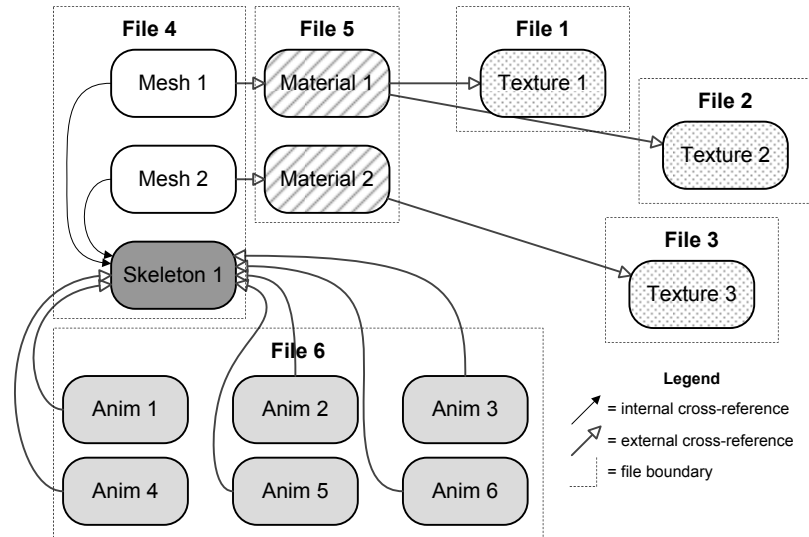 File 4
File 5
File 1
Mesh 1
Material 1
Texture 1
File 2
Texture 2
Mesh 2
Material 2
File 3
Texture 3
Skeleton 1
File 6
Anim 1
Anim 2
Anim 3
Anim 4
Anim 5
Anim 6
Legend
= internal cross-reference
= external cross-reference
= file boundary